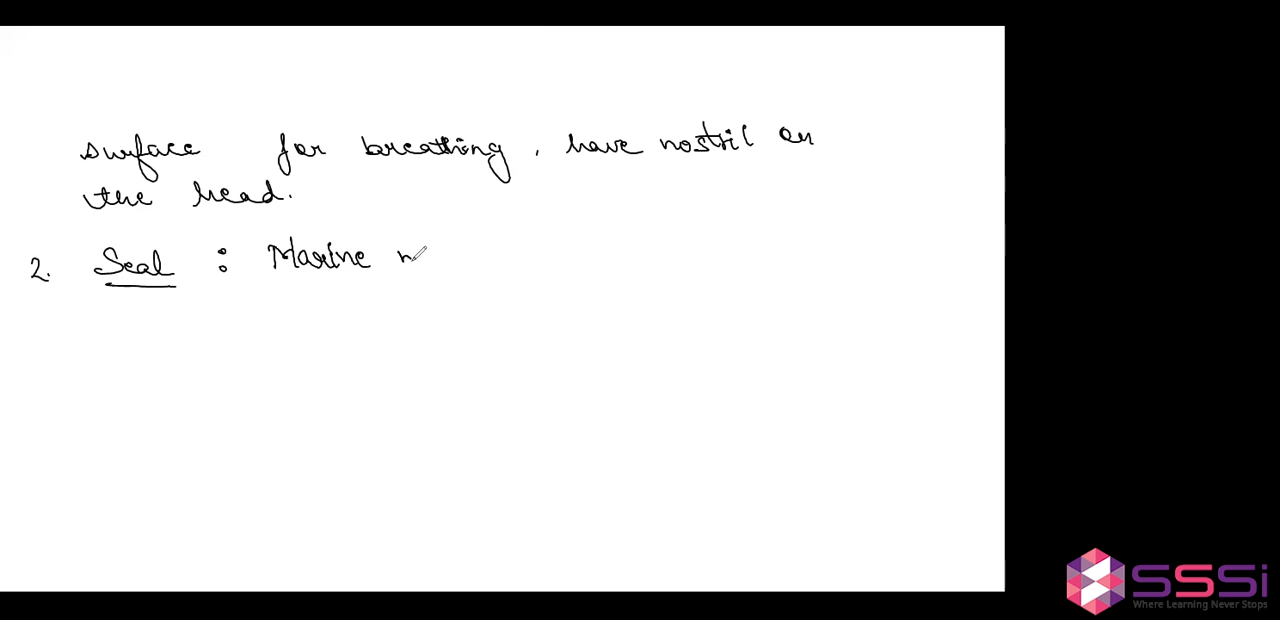 surface for breathing, have nostril on
the head.
2. Seal : Marine
SSSi
Where Learning Never Stops